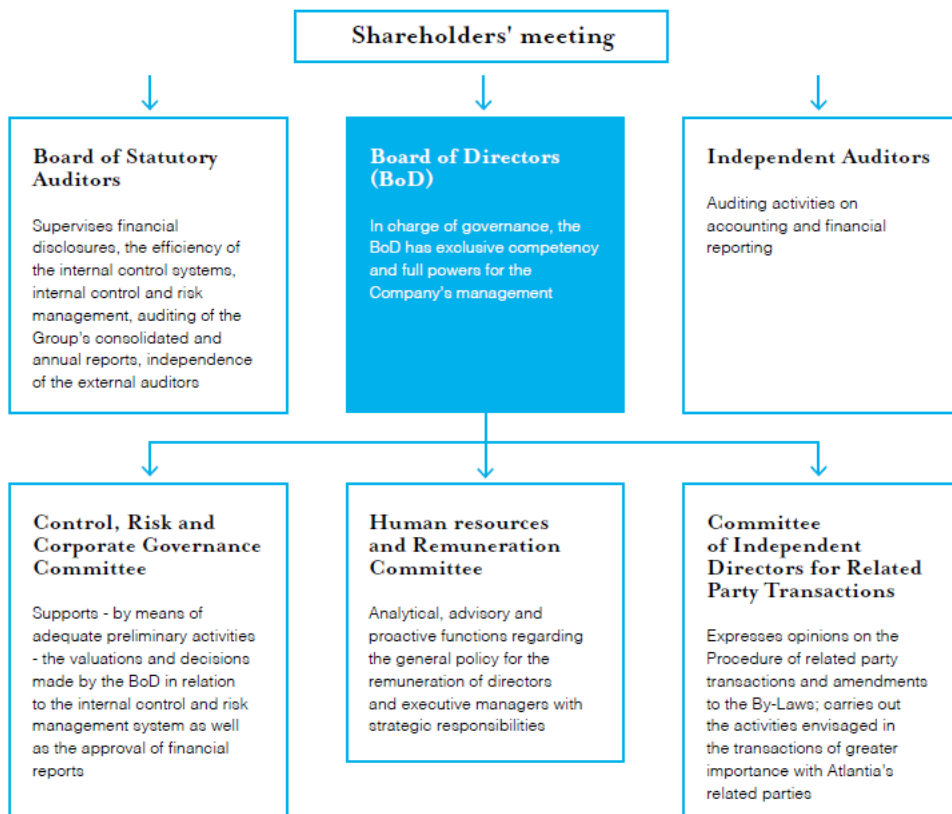 Shareholders' meeting
Board of Statutory
Auditors
Supervises financial
disclosures, the efficiency of
the internal control systems,
internal control and risk
management, auditing of the
Group's consolidated and
annual reports, independence
of the external auditors
Board of Directors
(BoD)
In charge of governance, the
BoD has exclusive competency
and full powers for the
Company's management
Independent Auditors
Auditing activities on
accounting and financial
reporting
Control, Risk and
Corporate Governance
Committee
Supports - by means of
adequate preliminary activities
- the valuations and decisions
made by the BoD in relation
to the internal control and risk
management system as well
as the approval of financial
reports
Human resources
and Remuneration
Committee
Analytical, advisory and
proactive functions regarding
the general policy for the
remuneration of directors
and executive managers with
strategic responsibilities
Committee
of Independent
Directors for Related
Party Transactions
Expresses opinions on the
Procedure of related party
transactions and amendments
to the By-Laws; carries out
the activities envisaged in
the transactions of greater
importance with Atlantia's
related parties